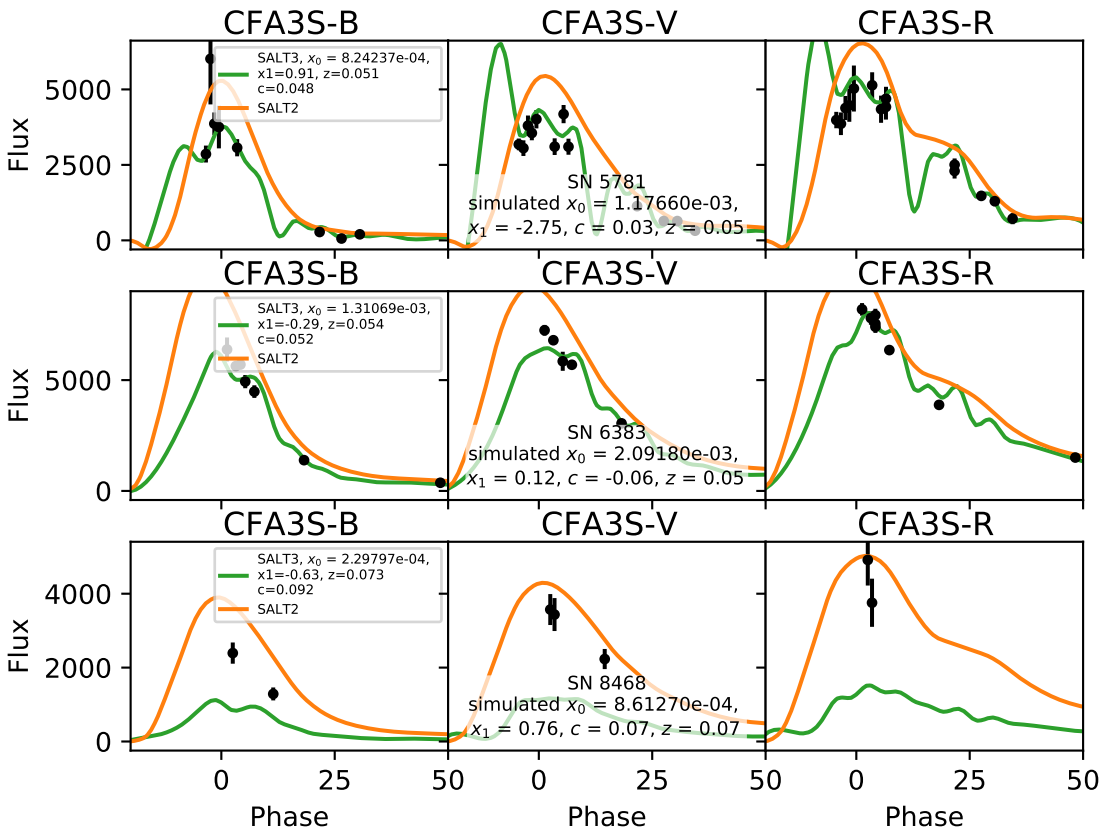 CFA3S-B
CFA3S-V
CFA3S-R
Flux
5000
2500
0
SALT3, x₀ = 8.24237e-04,
x1=0.91, z=0.051
c=0.048
SALT2
SN 5781
simulated x₀ = 1.17660e-03,
x₁ = -2.75, c = 0.03, z = 0.05
CFA3S-B
CFA3S-V
CFA3S-R
Flux
5000
0
SALT3, x₀ = 1.31069e-03,
x1=-0.29, z=0.054
c=0.052
SALT2
SN 6383
simulated x₀ = 2.09180e-03,
x₁ = 0.12, c = -0.06, z = 0.05
CFA3S-B
CFA3S-V
CFA3S-R
Flux
4000
2000
0
SALT3, x₀ = 2.29797e-04,
x1=-0.63, z=0.073
c=0.092
SALT2
SN 8468
simulated x₀ = 8.61270e-04,
x₁ = 0.76, c = 0.07, z = 0.07
0 25 50 0 25 50 0 25 50
Phase
Phase
Phase